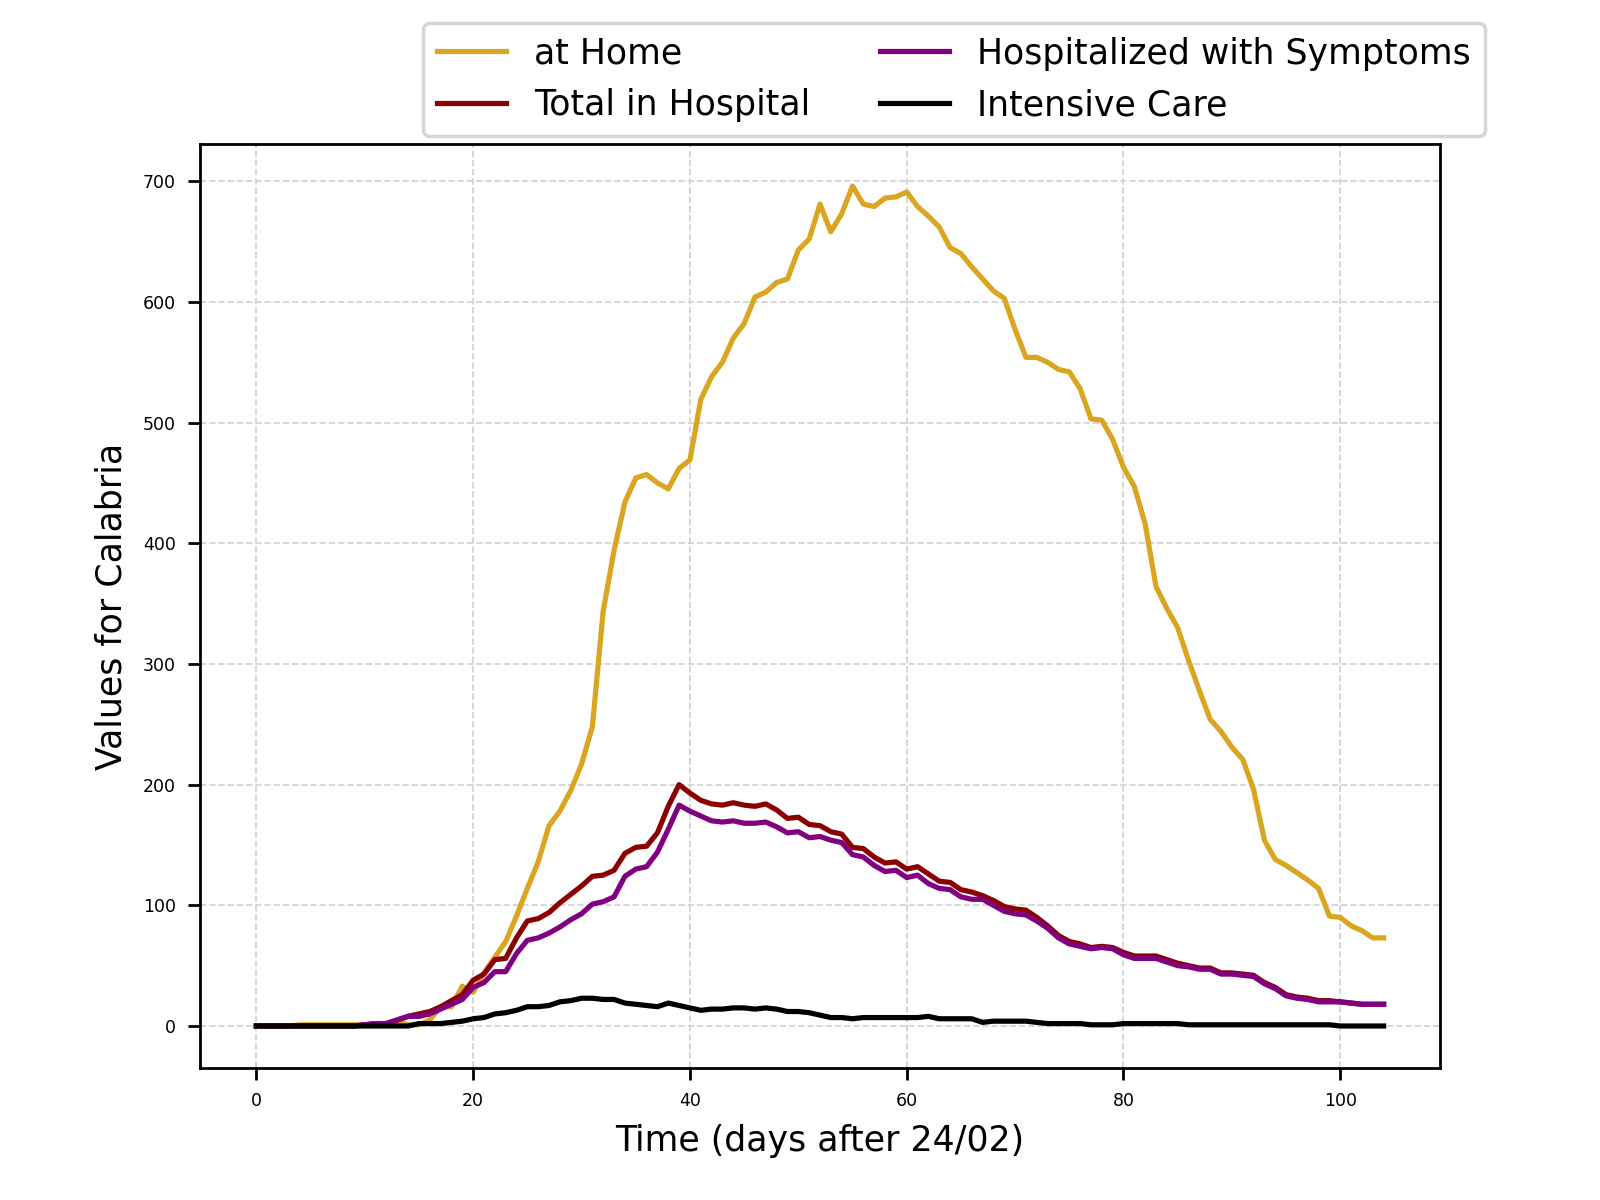 at Home
Total in Hospital
Hospitalized with Symptoms
Intensive Care
700
600
500
400
300
200
100
0
Values for Calabria
0 20 40 60 80 100
Time (days after 24/02)